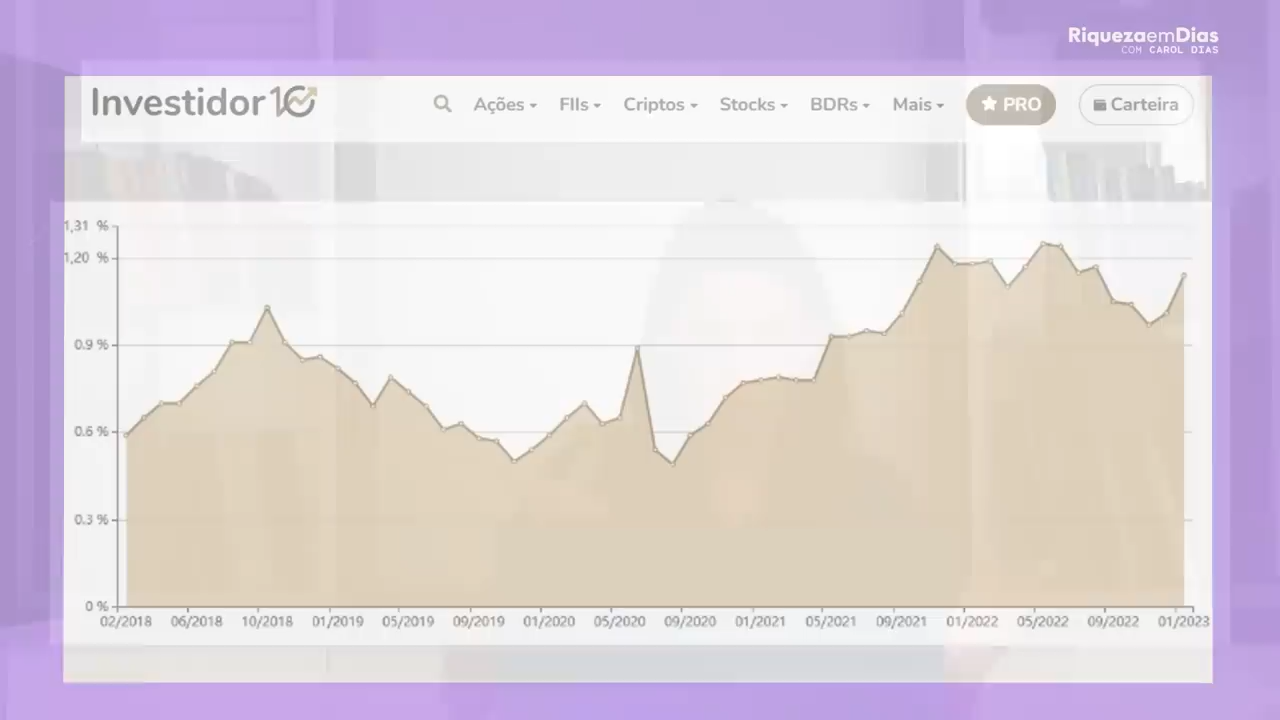 RiquezaemDias
COM CAROL DIAS
Investidor 10
Ações FIIs Criptos Stocks BDRs Mais PRO Carteira
1,31 %
1,20 %
0.9 %
0.6 %
0.3 %
0 %
02/2018 06/2018 10/2018 01/2019 05/2019 09/2019 01/2020 05/2020 09/2020 01/2021 05/2021 09/2021 01/2022 05/2022 09/2022 01/2023